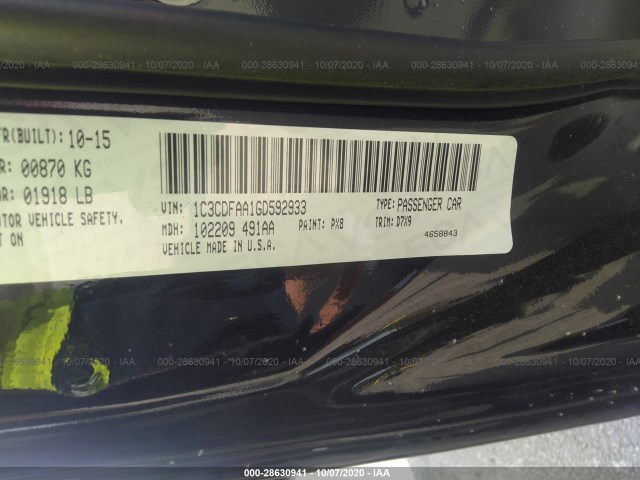 000-28630941 - 10/07/2020 - IAA
FR(BUILT): 10-15
R: 00870 KG
R: 01918 LB
OTOR VEHICLE SAFETY,
T ON
VIN: 1C3CDFAA1GD592933
TYPE: PASSENGER CAR
MDH: 102209 491AA
PAINT: PX8
TRIM: D7X9
VEHICLE MADE IN U.S.A.
4658843
000-28630941 - 10/07/2020 - IAA